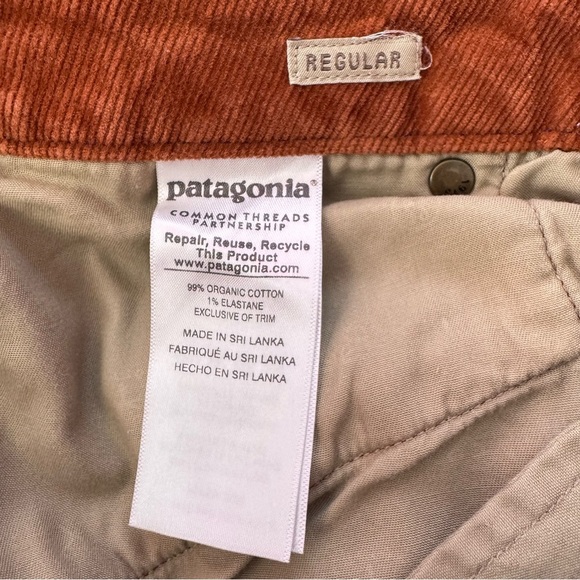 REGULAR
patagonia®
COMMON THREADS
PARTNERSHIP
Repair, Reuse, Recycle
This Product
www.patagonia.com
99% ORGANIC COTTON
1% ELASTANE
EXCLUSIVE OF TRIM
MADE IN SRI LANKA
FABRIQUÉ AU SRI LANKA
HECHO EN SRI LANKA